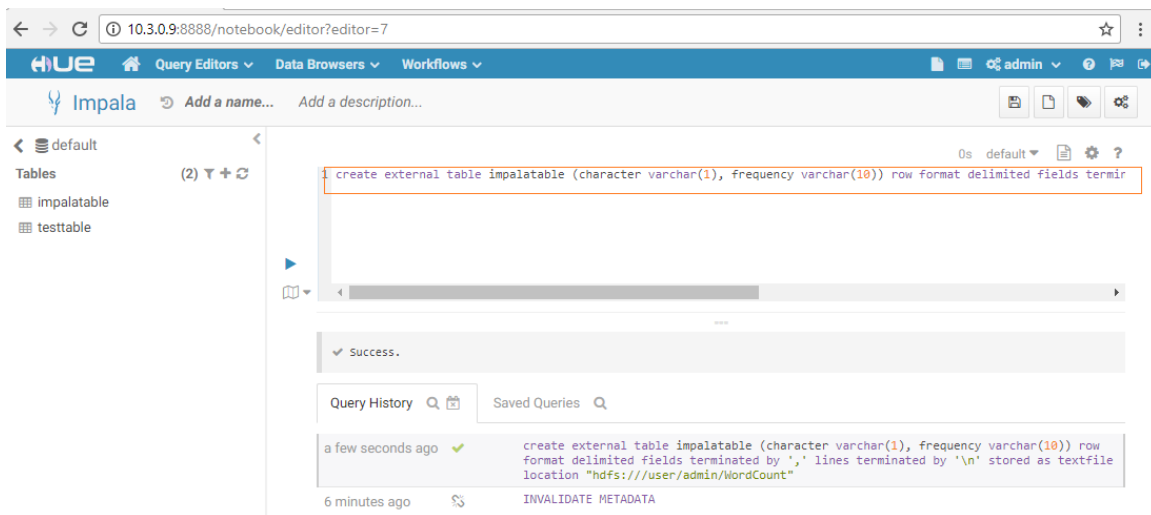 10.3.0.9:8888/notebook/editor?editor=7
HUE Query Editors Data Browsers Workflows admin ?
Impala Add a name... Add a description...
default
0s default ?
Tables (2)
1 create external table impalatable (character varchar(1), frequency varchar(10)) row format delimited fields termir
impalatable
testtable
Success.
Query History Saved Queries
a few seconds ago create external table impalatable (character varchar(1), frequency varchar(10)) row
format delimited fields terminated by ',' lines terminated by '\n' stored as textfile
location "hdfs:///user/admin/WordCount"
6 minutes ago INVALIDATE METADATA